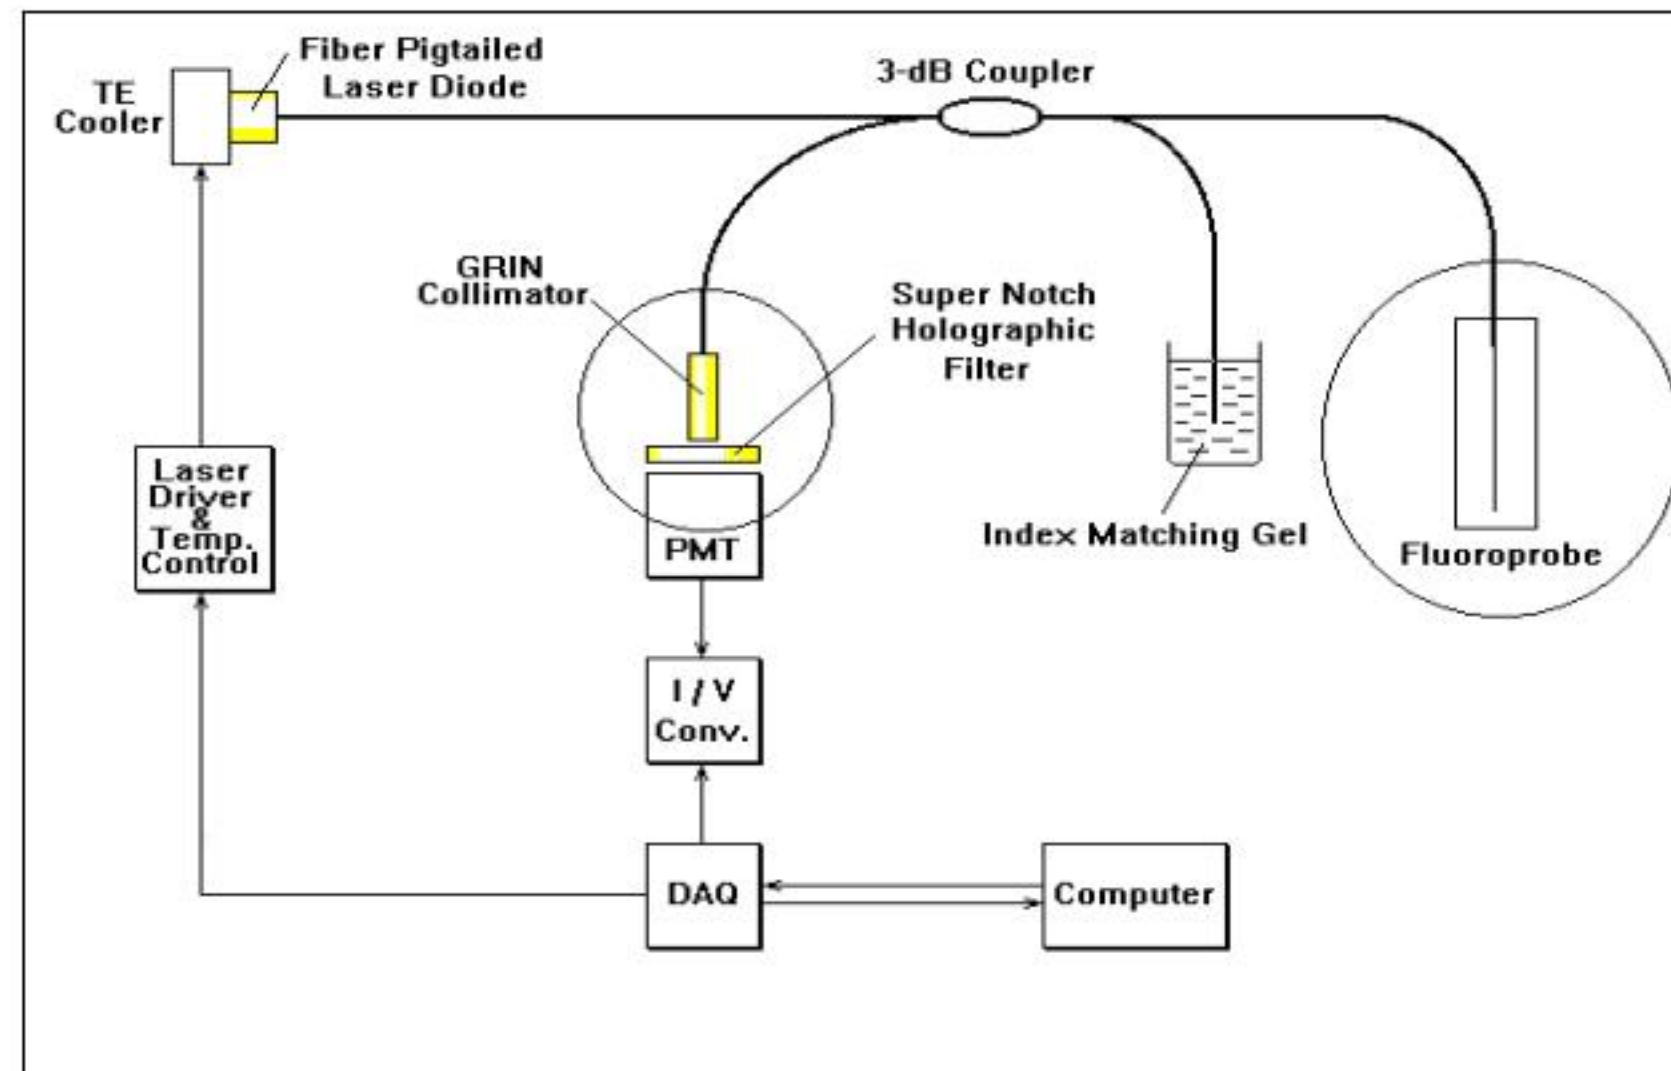 Fiber Pigtailed
Laser Diode
TE
Cooler
3-dB Coupler
GRIN
Collimator
Super Notch
Holographic
Filter
Laser
Driver
&
Temp.
Control
PMT
Index Matching Gel
Fluoroprobe
I / V
Conv.
DAQ
Computer